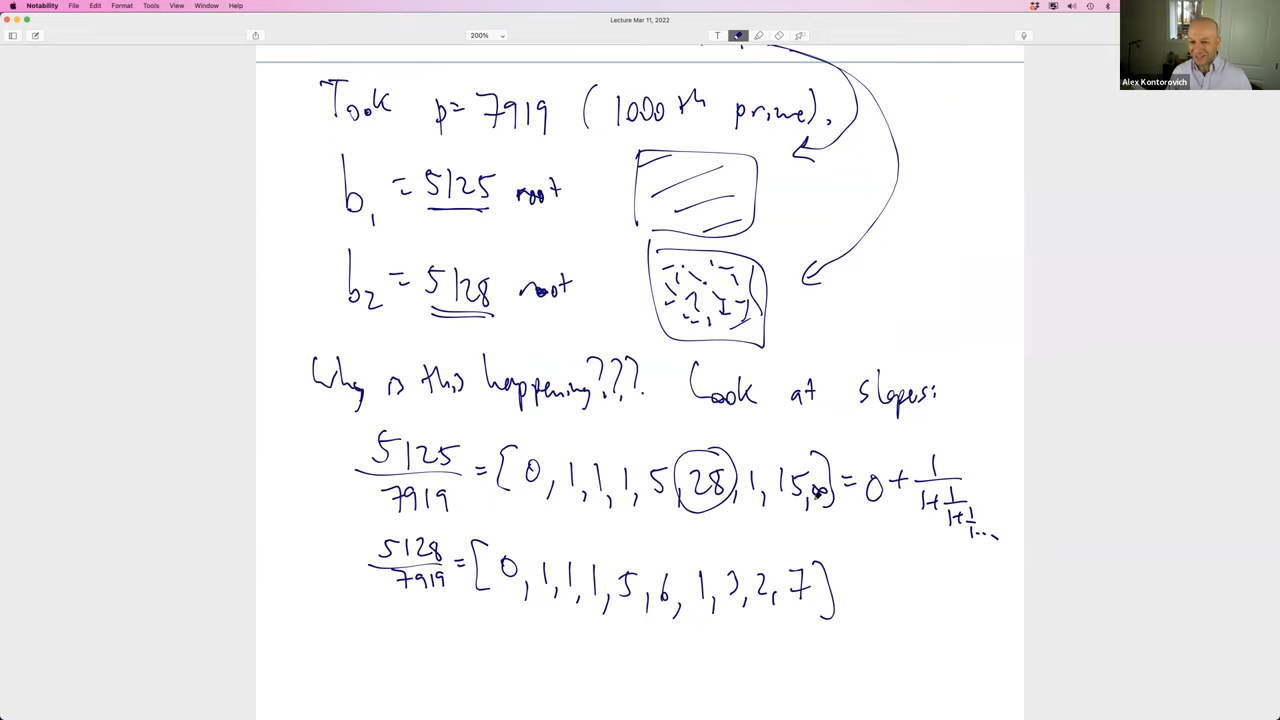 Notability File Edit Format View Tools Window Help
Lecture Mar 11, 2022
200%
T
Alex Kontorovich
Took p= 7919 ( 1000th prime).
b₁ = 5125 root
b₂ = 5128 root
Why is this happening??? Look at slopes:
5125/7919 = [0, 1, 1, 1, 5, 28, 1, 15, ∞] = 0 + 1/(1+1/(1+1/(1...
5128/7919 = [0, 1, 1, 1, 5, 6, 1, 3, 2, 7]